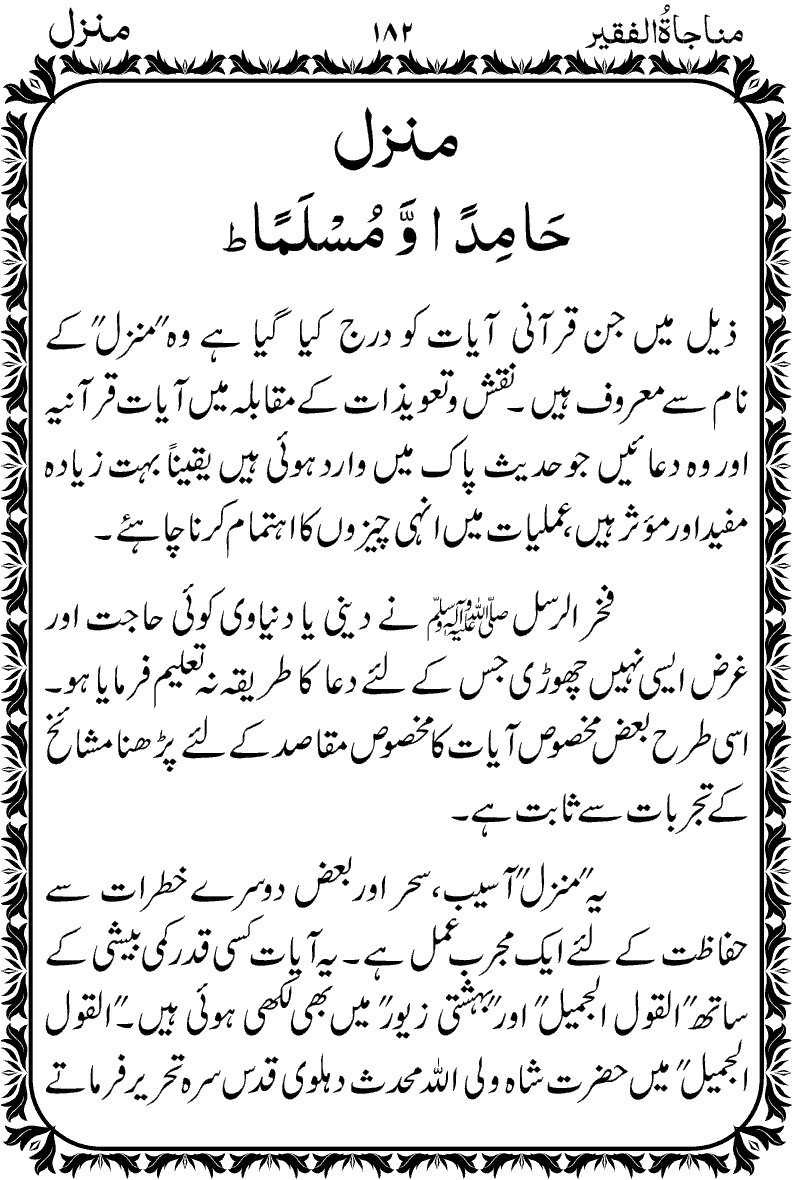 مناجاۃُالفقیر ۱۸۲ منزل
منزل
حَامِدًا وَّ مُسْلَمًا ط
ذیل میں جن قرآنی آیات کو درج کیا گیا ہے وہ "منزل" کے
نام سے معروف ہیں۔ نقش و تعویذات کے مقابلہ میں آیات قرآنیہ
اور وہ دعائیں جو حدیث پاک میں وارد ہوئی ہیں یقیناً بہت زیادہ
مفید اور مؤثر ہیں، عملیات میں انہی چیزوں کا اہتمام کرنا چاہئے۔
فخر الرسل ﷺ نے دینی یا دنیاوی کوئی حاجت اور
غرض ایسی نہیں چھوڑی جس کے لئے دعا کا طریقہ نہ تعلیم فرمایا ہو۔
اسی طرح بعض مخصوص آیات کا مخصوص مقاصد کے لئے پڑھنا مشائخ
کے تجربات سے ثابت ہے۔
یہ "منزل" آسیب، سحر اور بعض دوسرے خطرات سے
حفاظت کے لئے ایک مجرب عمل ہے۔ یہ آیات کسی قدر کمی بیشی کے
ساتھ "القول الجمیل" اور "بہشتی زیور" میں بھی لکھی ہوئی ہیں۔ "القول
الجمیل" میں حضرت شاہ ولی اللہ محدث دہلوی قدس سرہ تحریر فرماتے